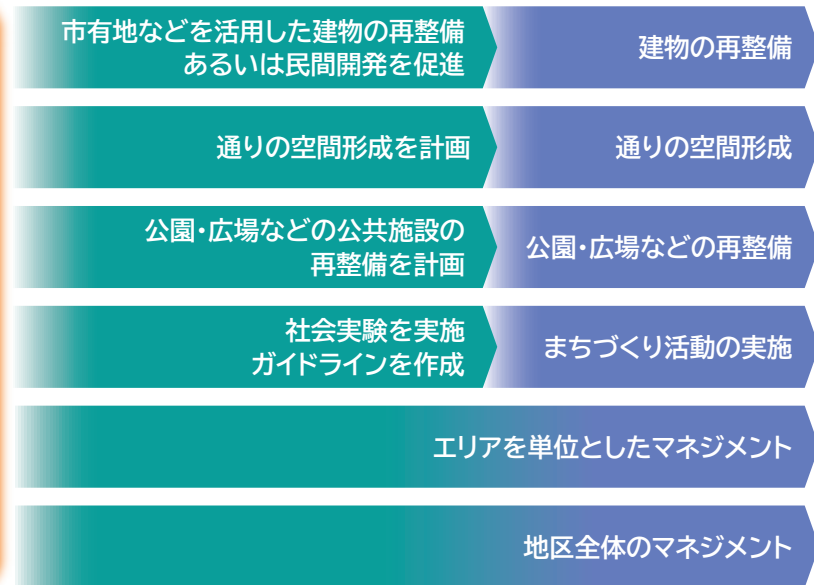 市有地などを活用した建物の再整備
あるいは民間開発を促進
建物の再整備
通りの空間形成を計画
通りの空間形成
公園・広場などの公共施設の
再整備を計画
公園・広場などの再整備
社会実験を実施
ガイドラインを作成
まちづくり活動の実施
エリアを単位としたマネジメント
地区全体のマネジメント